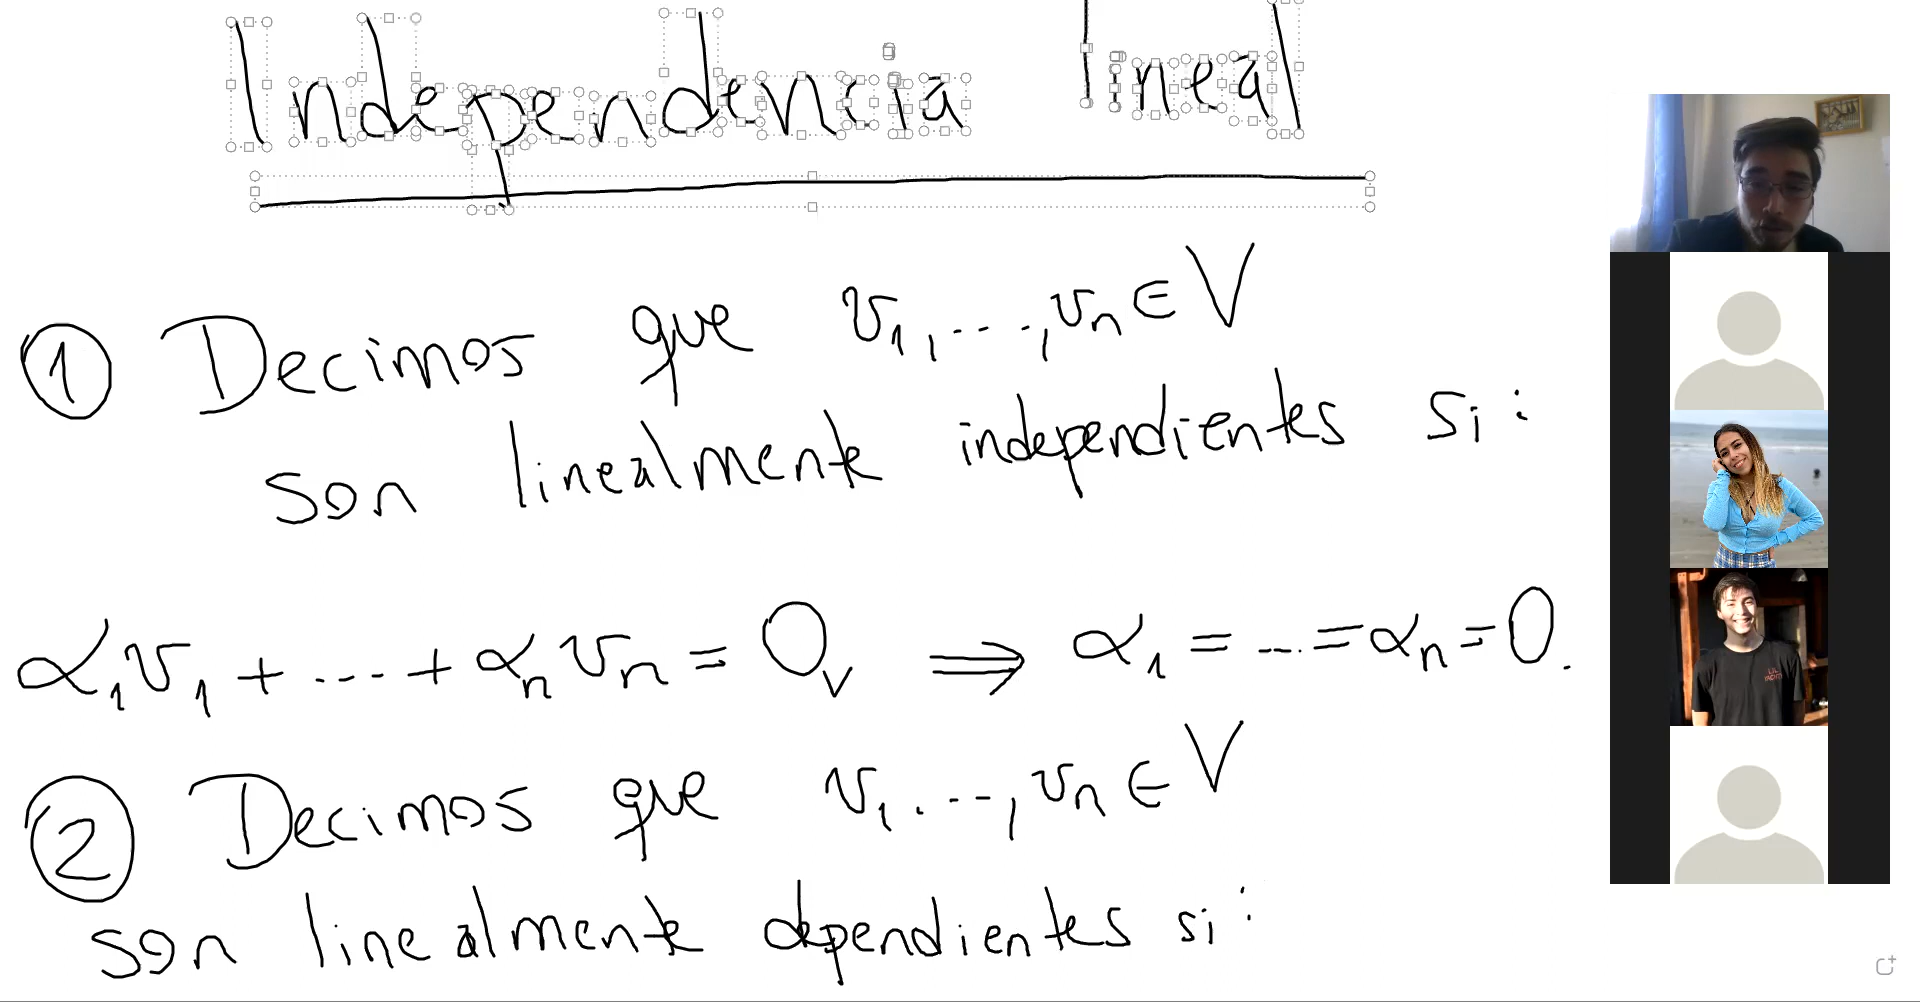 Independencia lineal
① Decimos que v₁,...,vₙ ∈ V
son linealmente independientes si:
α₁v₁ + ... + αₙvₙ = 0ᵥ ⟹ α₁ = ... = αₙ = 0.
② Decimos que v₁...,vₙ ∈ V
son linealmente dependientes si: